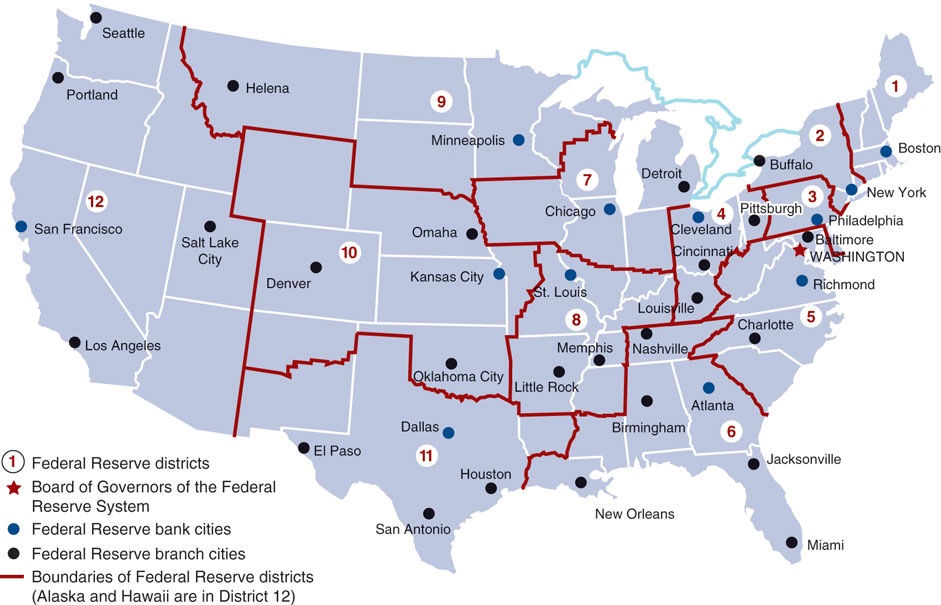 Seattle
Portland
Helena
9
1
Minneapolis
2
Boston
Buffalo
7
Detroit
3
New York
12
Chicago
4
Pittsburgh
Philadelphia
San Francisco
Salt Lake
City
Omaha
Cleveland
Baltimore
10
Cincinnati
WASHINGTON
Denver
Kansas City
St. Louis
Richmond
Louisville
8
5
Charlotte
Los Angeles
Memphis
Nashville
Oklahoma City
Little Rock
Atlanta
Dallas
Birmingham
6
El Paso
11
Jacksonville
Houston
New Orleans
San Antonio
Miami
1 Federal Reserve districts
Board of Governors of the Federal
Reserve System
Federal Reserve bank cities
Federal Reserve branch cities
Boundaries of Federal Reserve districts
(Alaska and Hawaii are in District 12)